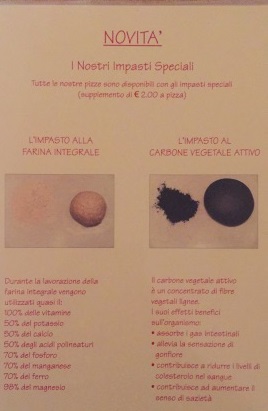 NOVITA'
I Nostri Impasti Speciali
Tutte le nostre pizze sono disponibili con gli impasti speciali
(supplemento di € 2.00 a pizza)
L'IMPASTO ALLA
FARINA INTEGRALE
Durante la lavorazione della
farina integrale vengono
utilizzati quasi il:
100% delle vitamine
50% del potassio
50% del calcio
50% degli acidi polinsaturi
70% del fosforo
70% del manganese
70% del ferro
98% del magnesio
L'IMPASTO AL
CARBONE VEGETALE ATTIVO
Il carbone vegetale attivo
è un concentrato di fibre
vegetali lignee.
I suoi effetti benefici
sull'organismo:
• assorbe i gas intestinali
• allevia la sensazione di
gonfiore
• contribuisce a ridurre i livelli di
colesterolo nel sangue
• contribuisce ad aumentare il
senso di sazietà